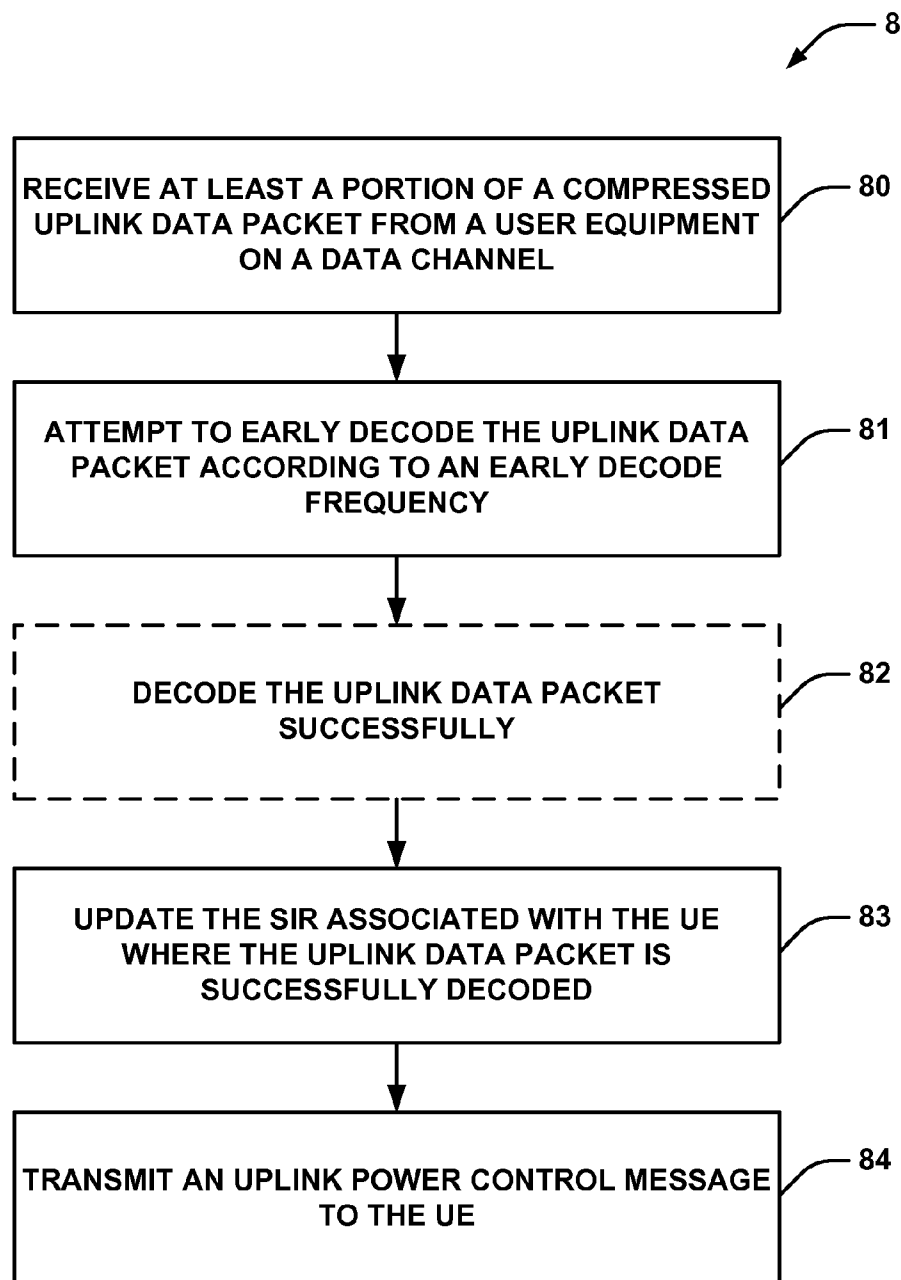 8
RECEIVE AT LEAST A PORTION OF A COMPRESSED
UPLINK DATA PACKET FROM A USER EQUIPMENT
ON A DATA CHANNEL
80
ATTEMPT TO EARLY DECODE THE UPLINK DATA
PACKET ACCORDING TO AN EARLY DECODE
FREQUENCY
81
DECODE THE UPLINK DATA PACKET
SUCCESSFULLY
82
UPDATE THE SIR ASSOCIATED WITH THE UE
WHERE THE UPLINK DATA PACKET IS
SUCCESSFULLY DECODED
83
TRANSMIT AN UPLINK POWER CONTROL MESSAGE
TO THE UE
84